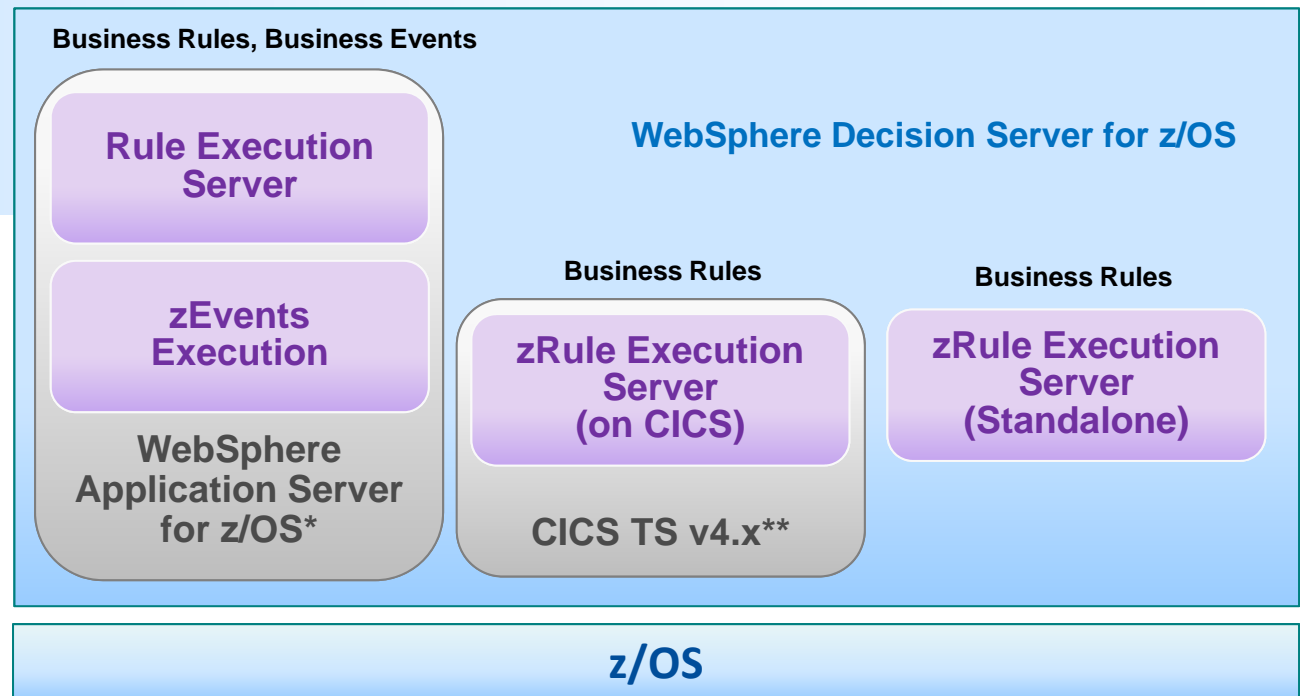 Business Rules, Business Events
Rule Execution
Server
zEvents
Execution
WebSphere
Application Server
for z/OS*
WebSphere Decision Server for z/OS
Business Rules
zRule Execution
Server
(on CICS)
CICS TS v4.x**
Business Rules
zRule Execution
Server
(Standalone)
z/OS